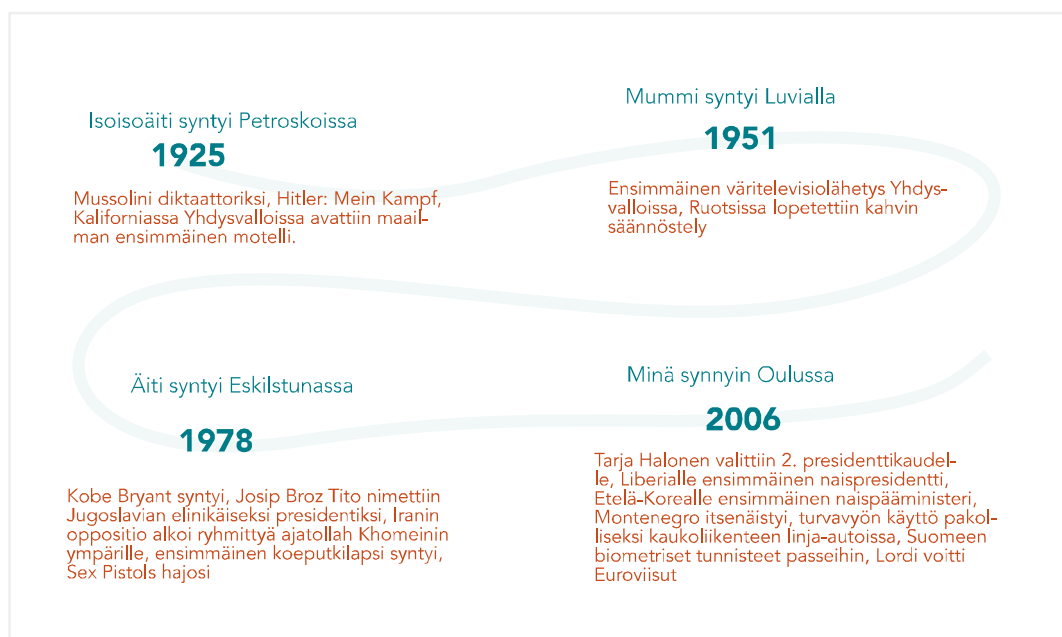 Isoisoäiti syntyi Petroskoissa
1925
Mussolini diktaattoriksi, Hitler: Mein Kampf,
Kaliforniassa Yhdysvalloissa avattiin maail-
man ensimmäinen motelli.
Mummi syntyi Luvialla
1951
Ensimmäinen väritelevisiolähetys Yhdys-
valloissa, Ruotsissa lopetettiin kahvin
säännöstely
Äiti syntyi Eskilstunassa
1978
Kobe Bryant syntyi, Josip Broz Tito nimettiin
Jugoslavian elinikäiseksi presidentiksi, Iranin
oppositio alkoi ryhmittyä ajatollah Khomeinin
ympärille, ensimmäinen koeputkilapsi syntyi,
Sex Pistols hajosi
Minä synnyin Oulussa
2006
Tarja Halonen valittiin 2. presidenttikaudel-
le, Liberialle ensimmäinen naispresidentti,
Etelä-Korealle ensimmäinen naispääministeri,
Montenegro itsenäistyi, turvavyön käyttö pakol-
liseksi kaukoliikenteen linja-autoissa, Suomeen
biometriset tunnisteet passeihin, Lordi voitti
Euroviisut